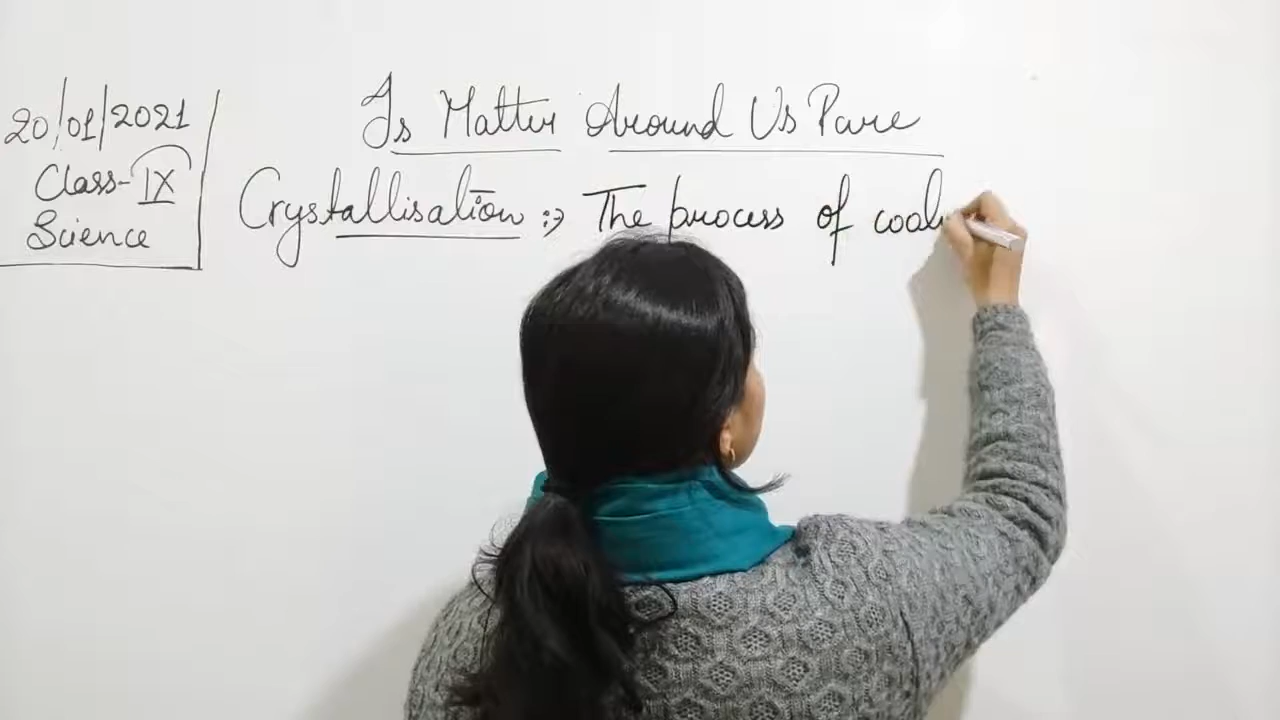 20/01/2021
Class-IX
Science
Is Matter Around Us Pure
Crystallisation :→ The process of cool